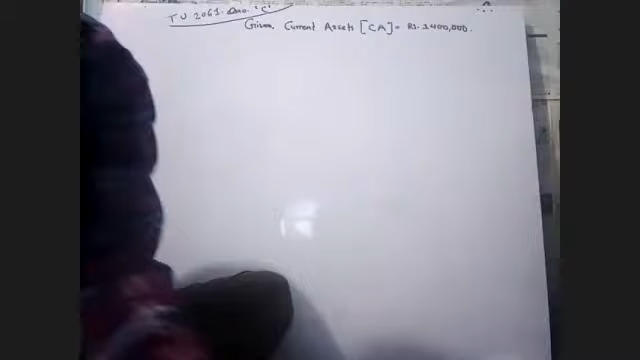 TU 2061. Qno. "C"
Given, Current Assets [CA] = Rs. 1400,000.